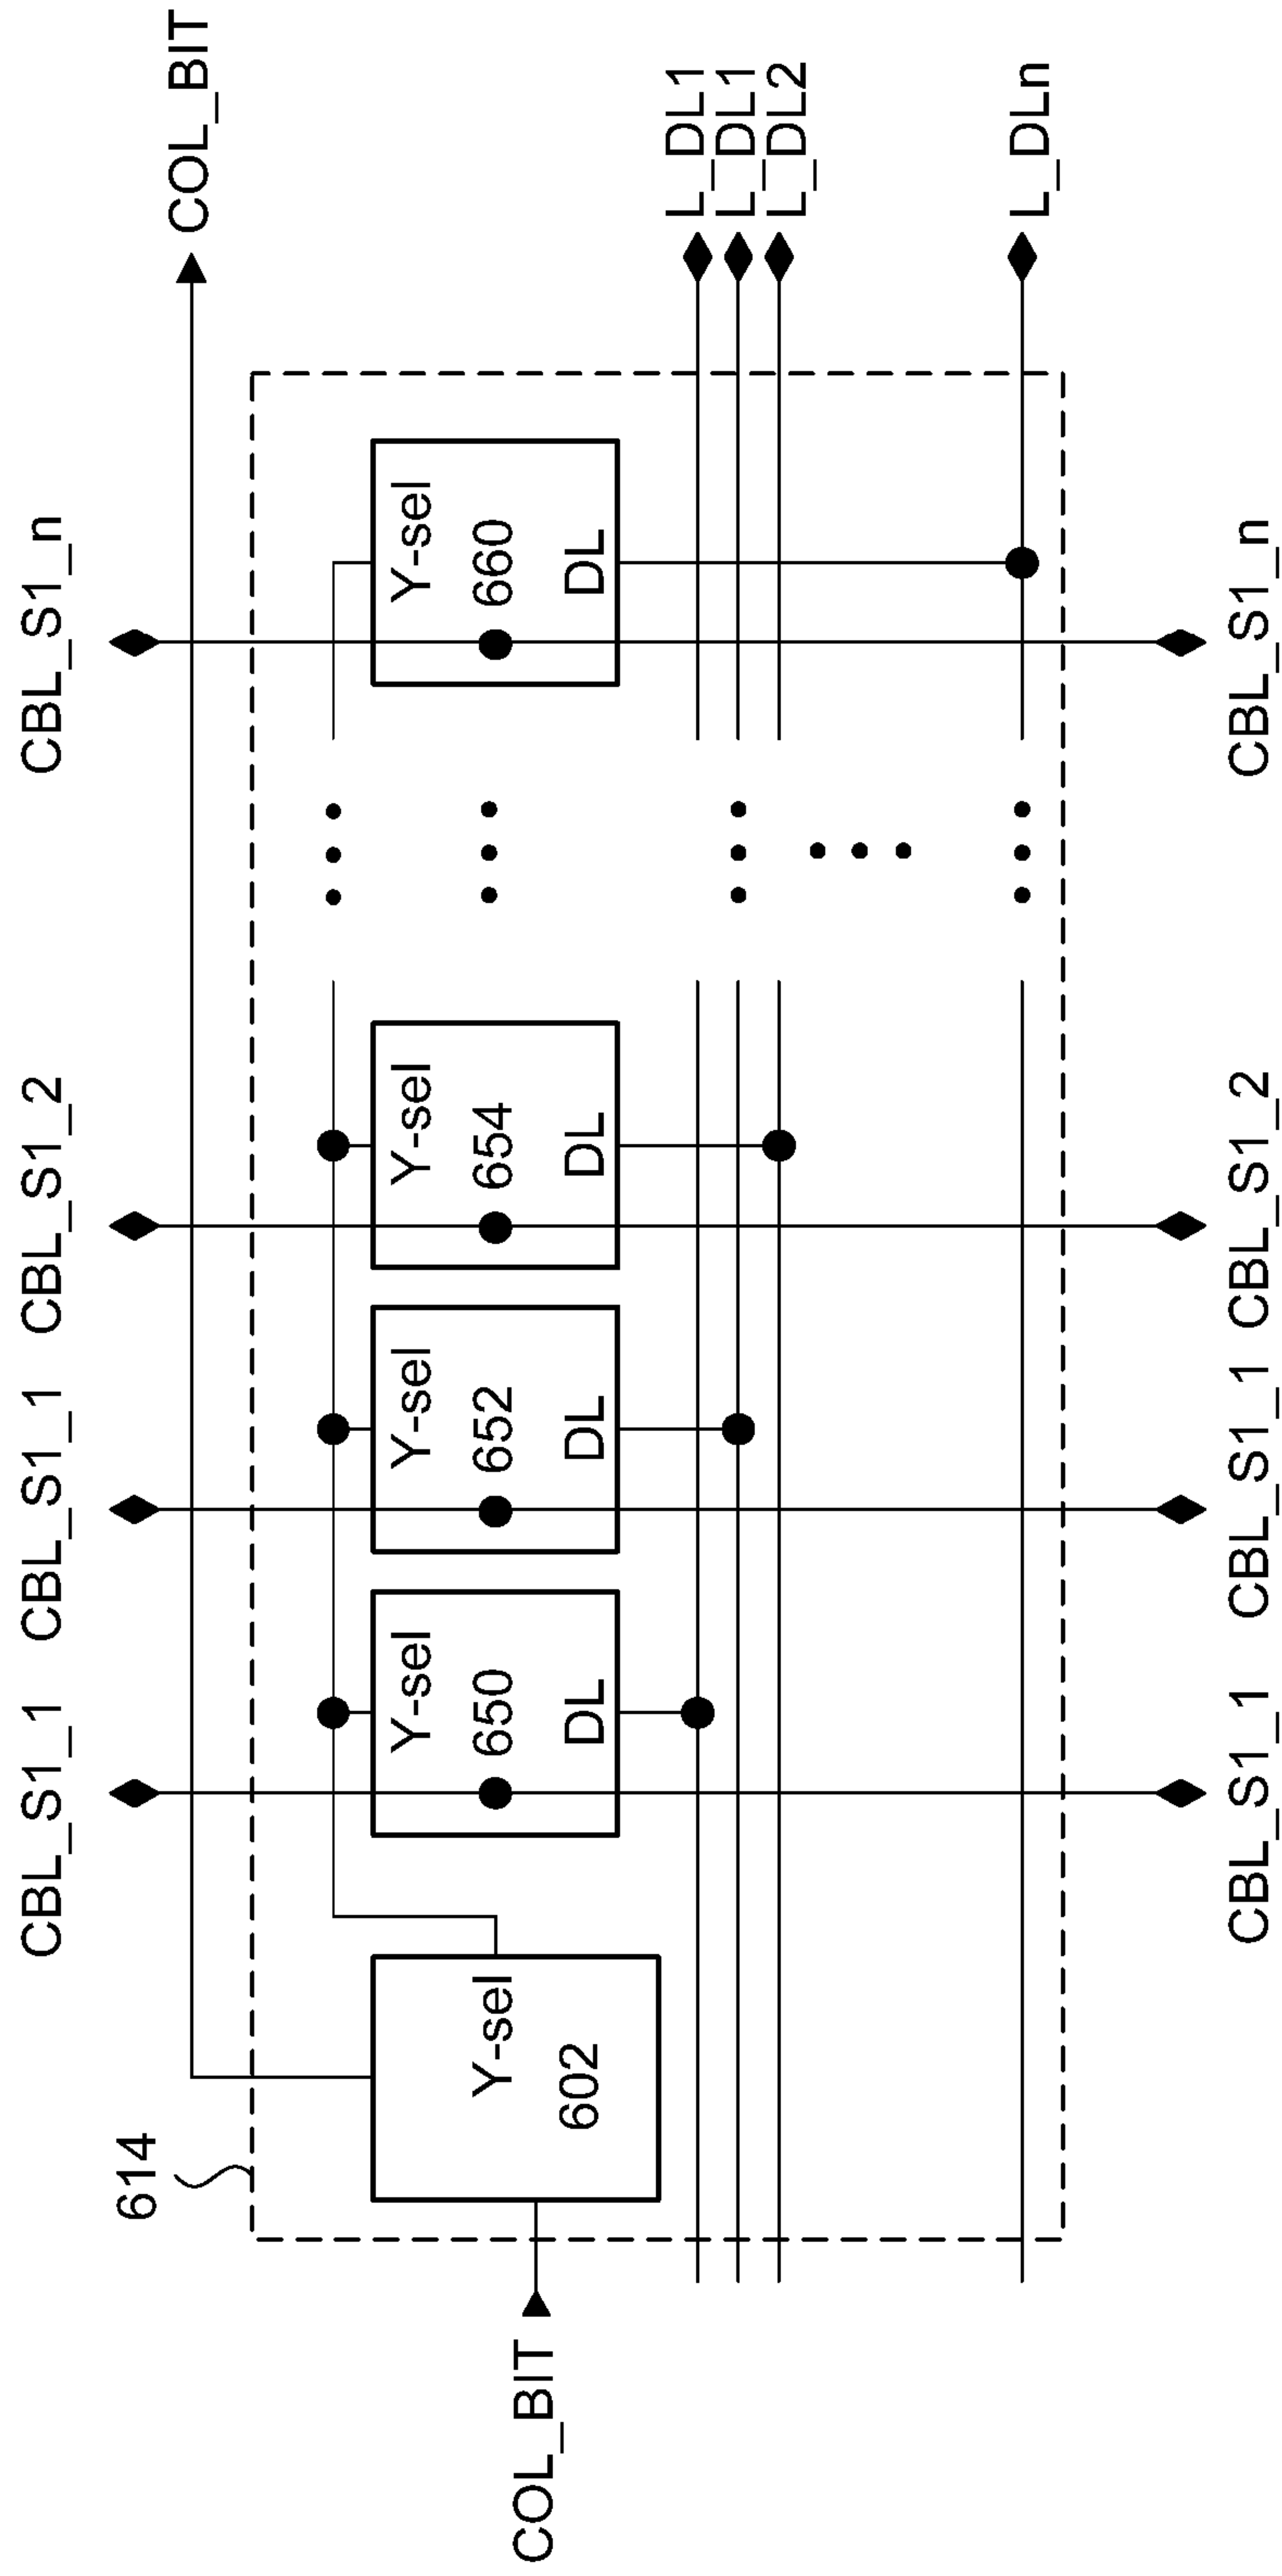 CBL_S1_1 CBL_S1_1 CBL_S1_2 CBL_S1_n
614
COL_BIT
Y-sel Y-sel Y-sel Y-sel
Y-sel
650 652 654 660
COL_BIT
602
DL DL DL DL
L_DL1
L_DL1
L_DL2
L_DLn
CBL_S1_1 CBL_S1_1 CBL_S1_2 CBL_S1_n